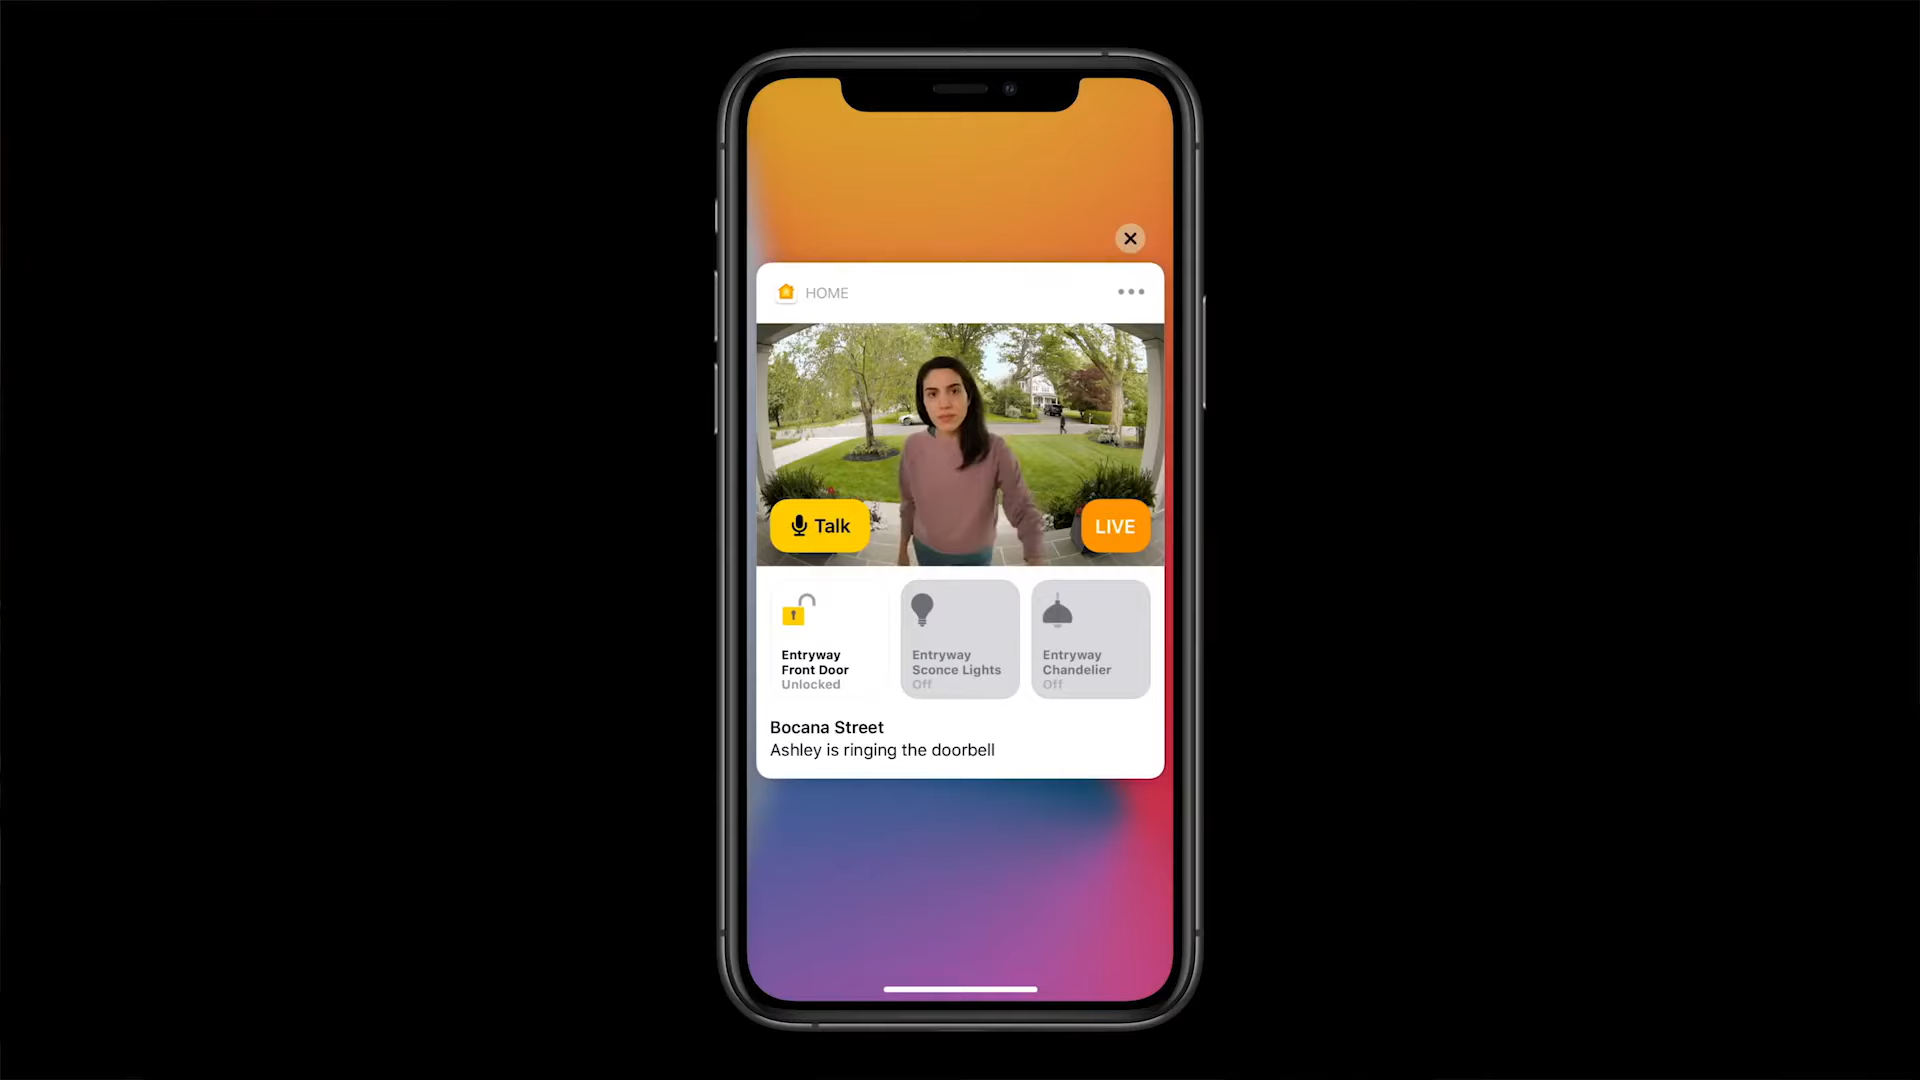 HOME
Talk
LIVE
Entryway
Front Door
Unlocked
Entryway
Sconce Lights
Off
Entryway
Chandelier
Off
Bocana Street
Ashley is ringing the doorbell